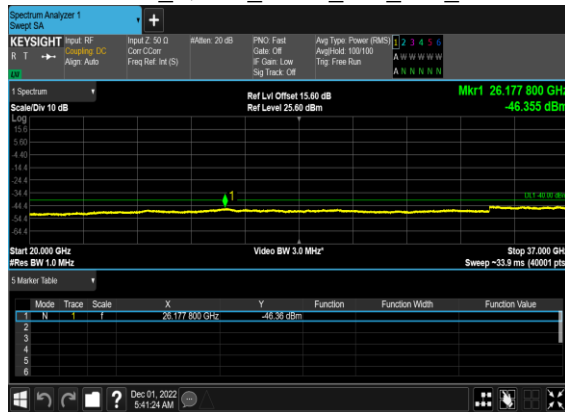 Spectrum Analyzer 1
Swept SA
+
KEYSIGHT Input: RF Input Z: 50 Ω #Atten: 20 dB PNO: Fast Avg Type: Power (RMS) 1 2 3 4 5 6
R T Coupling: DC Corr CCorr Gate: Off Avg|Hold: 100/100 A W W W W W
Align: Auto Freq Ref: Int (S) IF Gain: Low Trig: Free Run
Sig Track: Off A N N N N N
1 Spectrum Ref Lvl Offset 15.60 dB Mkr1 26.177 800 GHz
Scale/Div 10 dB Ref Level 25.60 dBm -46.355 dBm
Log
15.6
5.60
-4.40
-14.4
-24.4
-34.4
1
DL1 -40.00 dBm
-44.4
-54.4
-64.4
Start 20.000 GHz Video BW 3.0 MHz* Stop 37.000 GHz
#Res BW 1.0 MHz Sweep ~33.9 ms (40001 pts)
5 Marker Table
Mode Trace Scale X Y Function Function Width Function Value
1 N 1 f 26.177 800 GHz -46.36 dBm
2
3
4
5
6
? Dec 01, 2022
5:41:24 AM